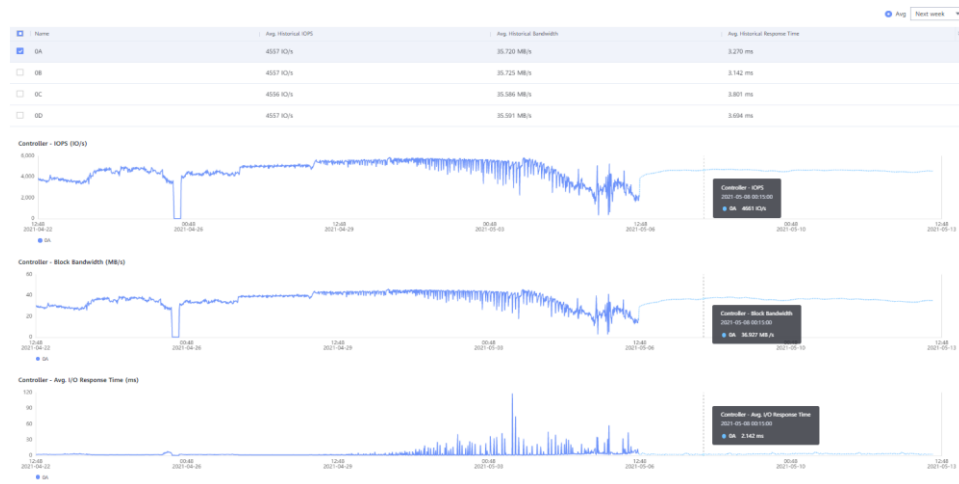 Avg Next week
Name Avg. Historical IOPS Avg. Historical Bandwidth Avg. Historical Response Time
0A 4557 IO/s 35.720 MB/s 3.270 ms
0B 4557 IO/s 35.725 MB/s 3.142 ms
0C 4556 IO/s 35.586 MB/s 3.801 ms
0D 4557 IO/s 35.591 MB/s 3.694 ms
Controller - IOPS (IO/s)
6,000
4,000
2,000
0
Controller - IOPS
2021-05-08 00:15:00
0A 4661 IO/s
12:48 00:48 12:48 00:48 12:48 00:48 12:48
2021-04-22 2021-04-26 2021-04-29 2021-05-03 2021-05-06 2021-05-10 2021-05-13
0A
Controller - Block Bandwidth (MB/s)
60
40
20
0
Controller - Block Bandwidth
2021-05-08 00:15:00
0A 36.927 MB /s
12:48 00:48 12:48 00:48 12:48 00:48 12:48
2021-04-22 2021-04-26 2021-04-29 2021-05-03 2021-05-06 2021-05-10 2021-05-13
0A
Controller - Avg. I/O Response Time (ms)
120
90
60
30
0
Controller - Avg. I/O Response Time
2021-05-08 00:15:00
0A 2.142 ms
12:48 00:48 12:48 00:48 12:48 00:48 12:48
2021-04-22 2021-04-26 2021-04-29 2021-05-03 2021-05-06 2021-05-10 2021-05-13
0A